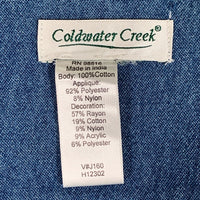 Coldwater Creek®
RN 98812
Made in India
Body: 100%Cotton
Applique:
92% Polyester
8% Nylon
Decoration:
57% Rayon
19% Cotton
9% Nylon
9% Acrylic
6% Polyester
V#J160
H12302